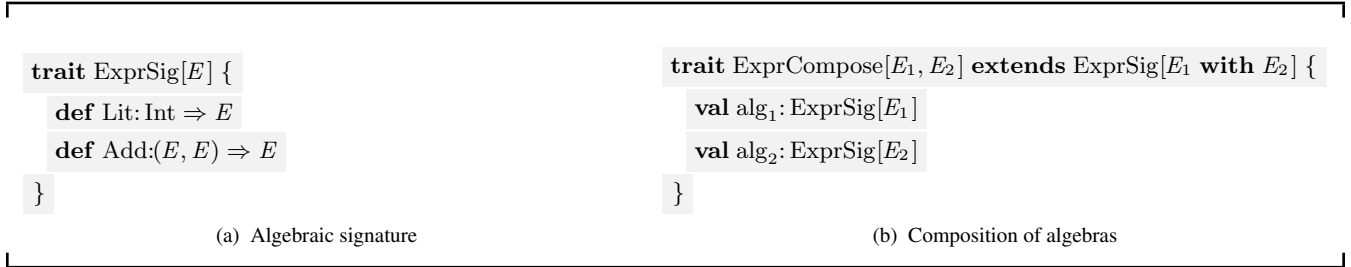 trait ExprSig[E] {
def Lit: Int ⇒ E
def Add:(E, E) ⇒ E
}
(a) Algebraic signature
trait ExprCompose[E₁, E₂] extends ExprSig[E₁ with E₂] {
val alg₁: ExprSig[E₁]
val alg₂: ExprSig[E₂]
}
(b) Composition of algebras